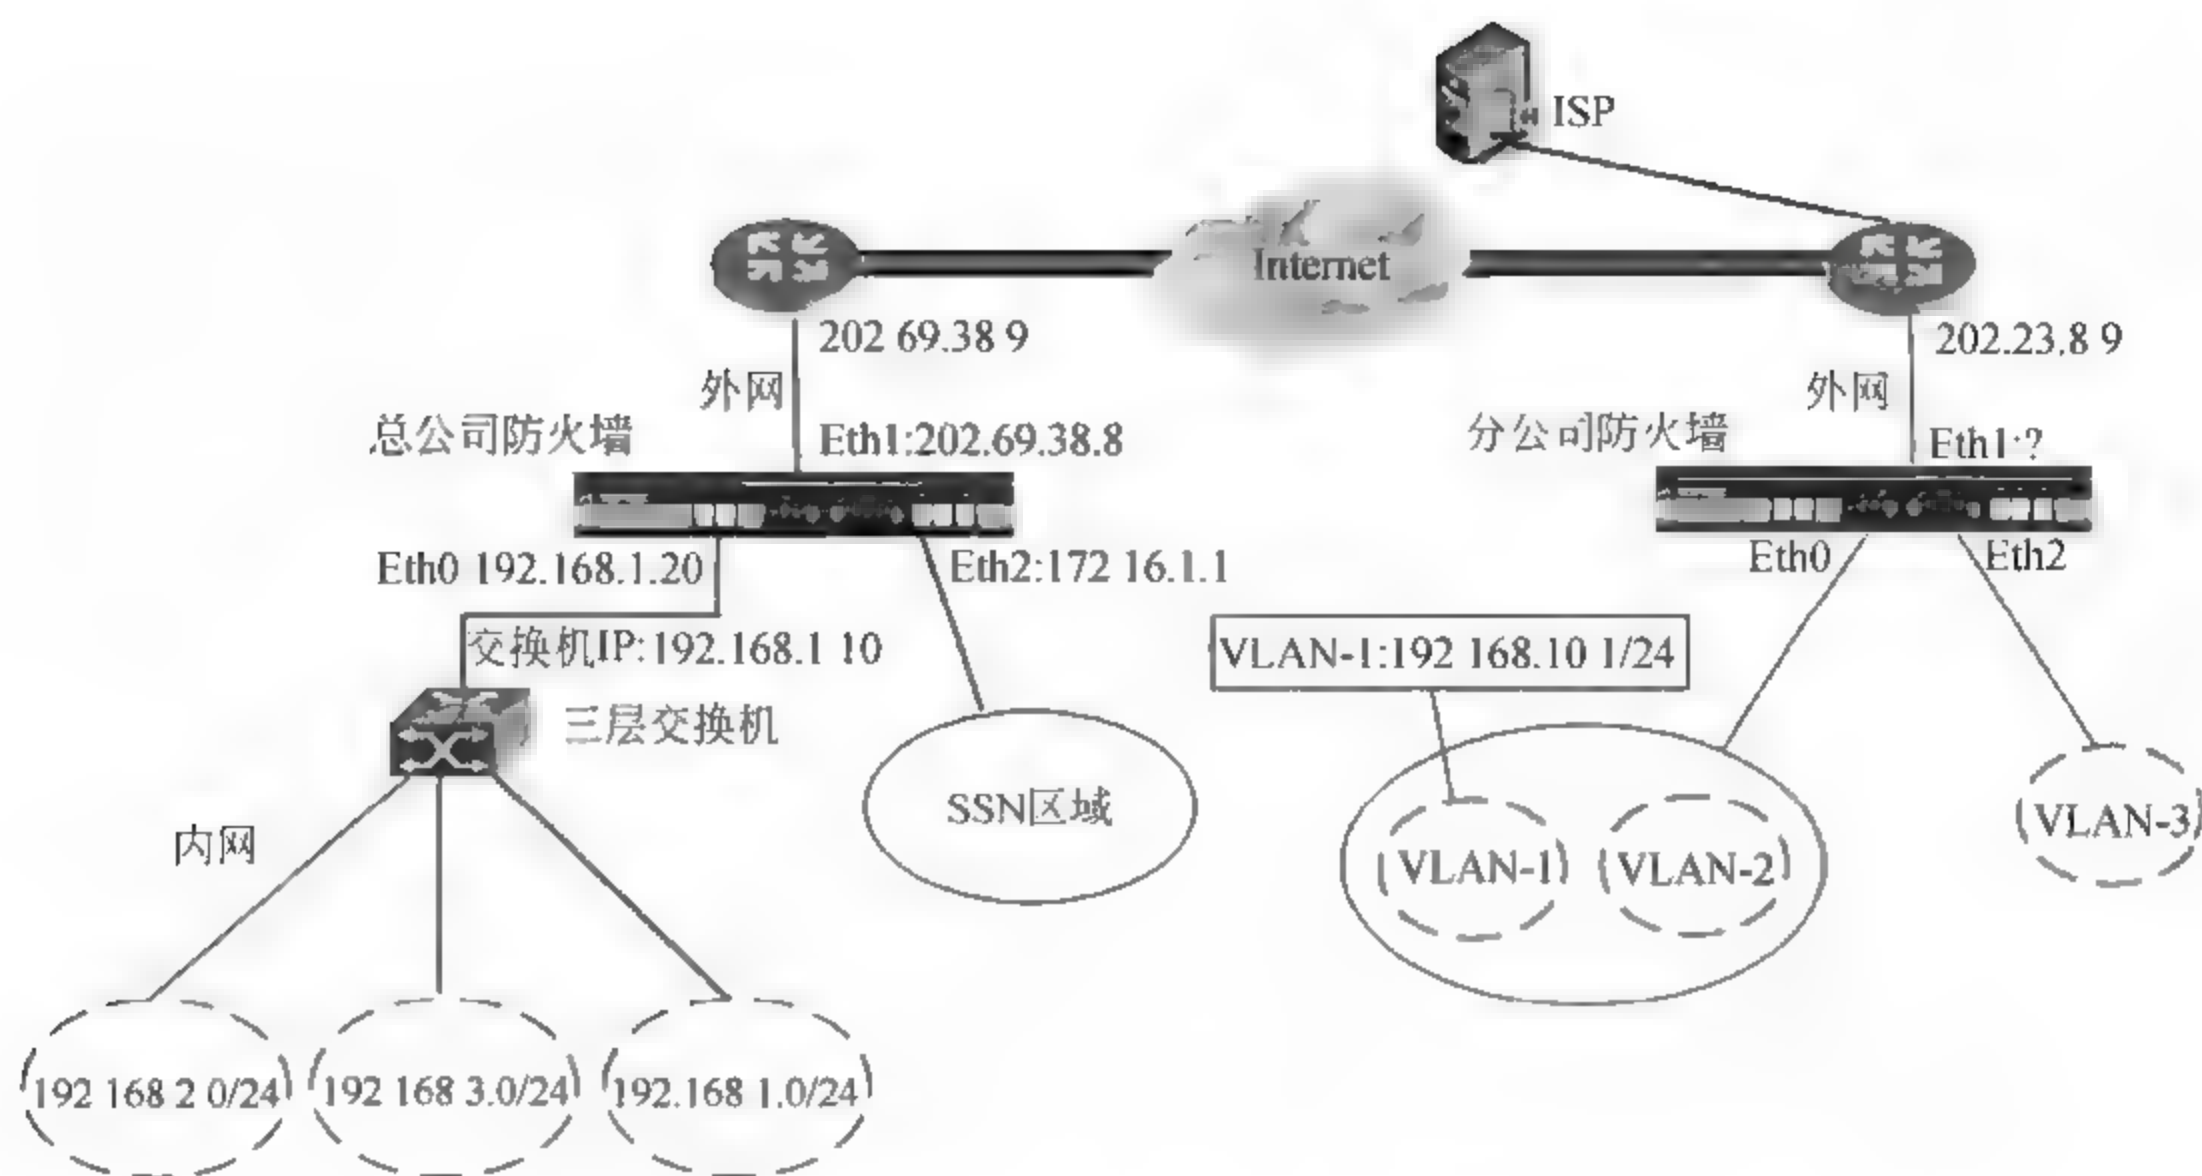 ISP
Internet
202 69.38 9
202.23.8 9
外网
外网
总公司防火墙
Eth1:202.69.38.8
分公司防火墙
Eth1:?
Eth0 192.168.1.20
Eth2:172 16.1.1
Eth0
Eth2
交换机IP:192.168.1 10
VLAN-1:192 168.10 1/24
三层交换机
SSN区域
内网
VLAN-1
VLAN-2
VLAN-3
192 168 2 0/24
192 168 3.0/24
192.168 1.0/24